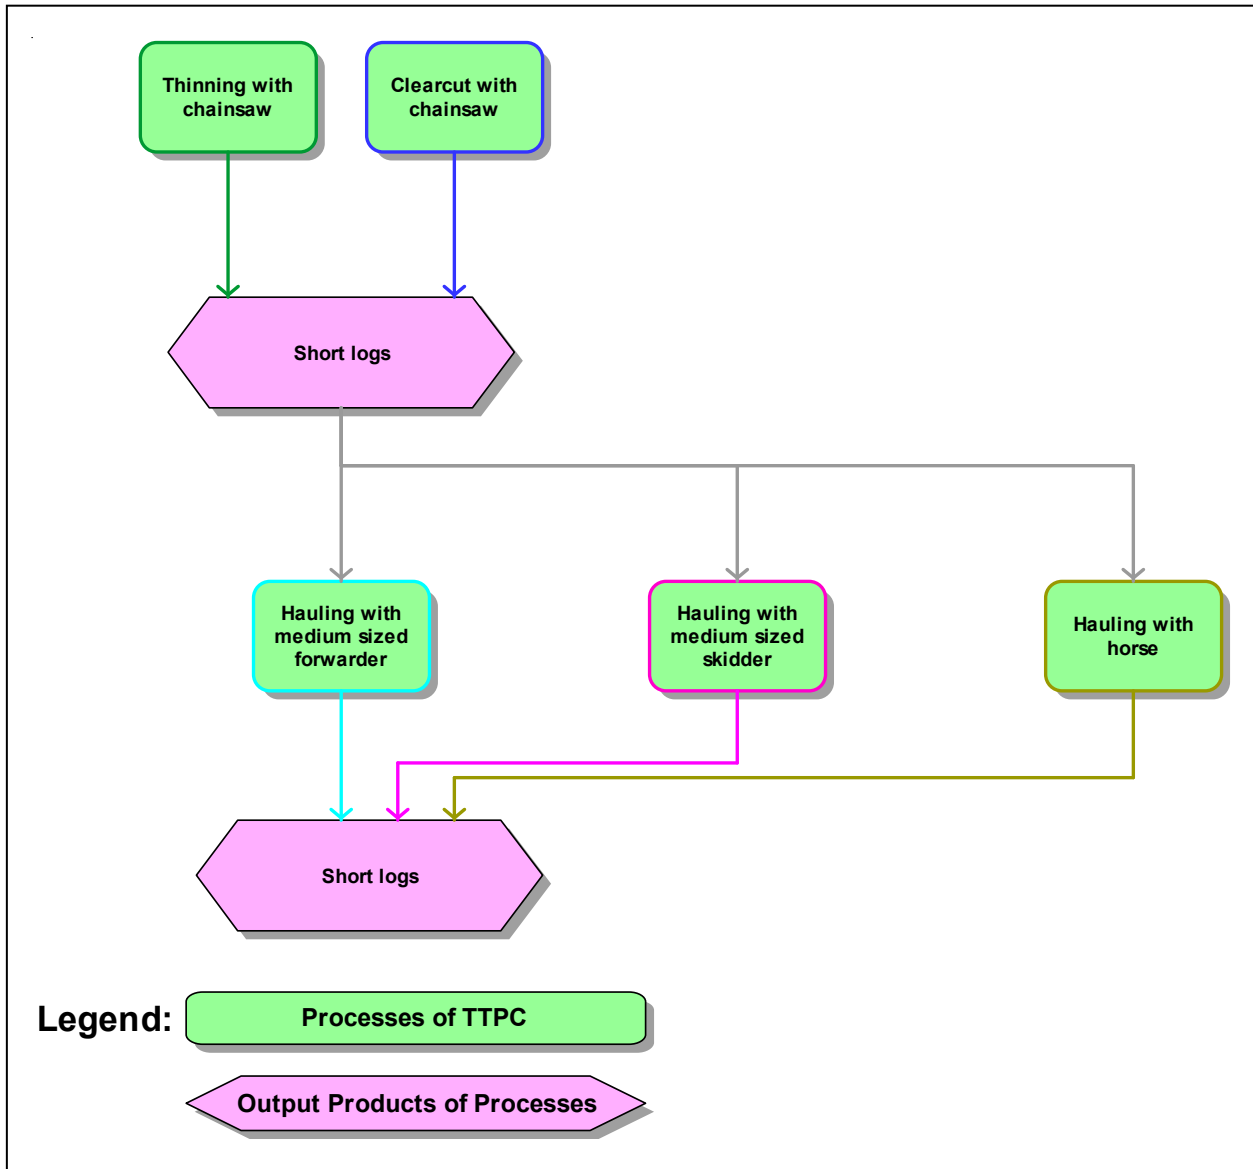 Thinning with
chainsaw
Clearcut with
chainsaw
Short logs
Hauling with
medium sized
forwarder
Hauling with
medium sized
skidder
Hauling with
horse
Short logs
Legend:
Processes of TTPC
Output Products of Processes